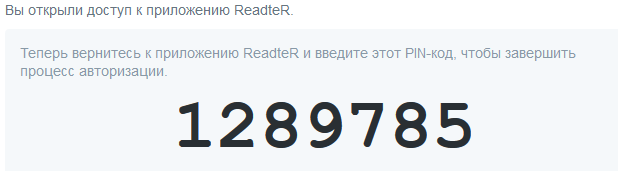 Вы открыли доступ к приложению ReadteR.
Теперь вернитесь к приложению ReadteR и введите этот PIN-код, чтобы завершить
процесс авторизации.
1289785